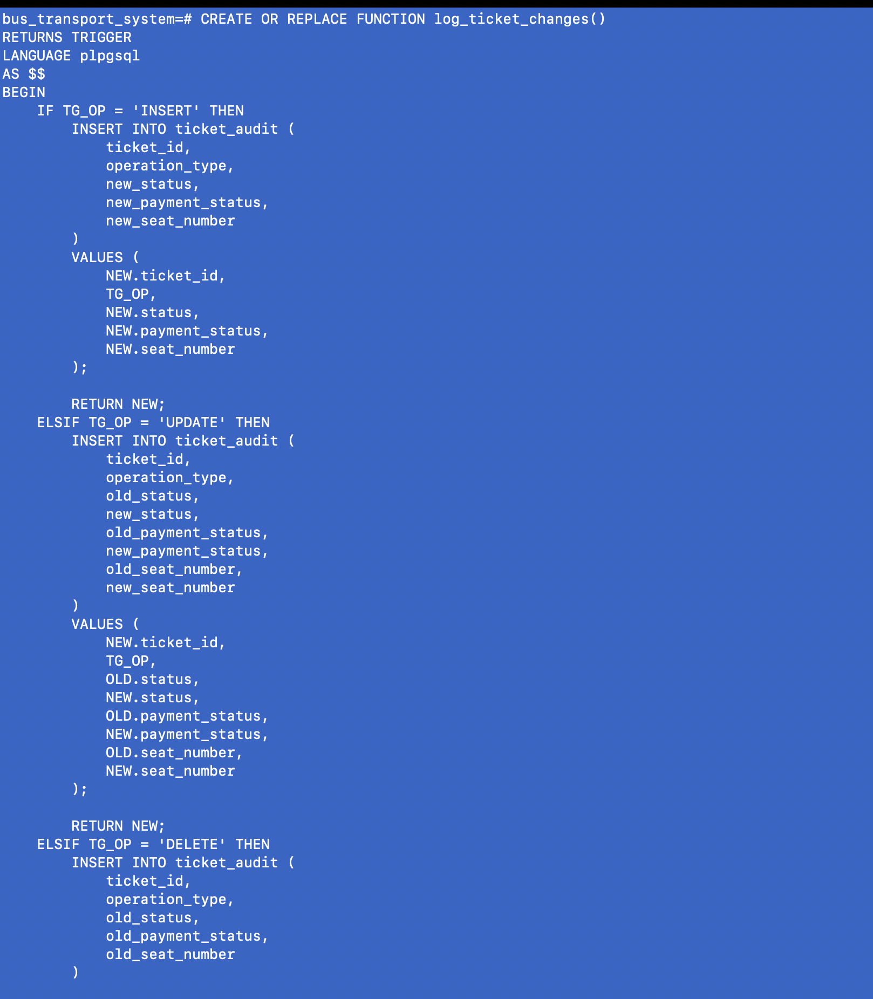 bus_transport_system=# CREATE OR REPLACE FUNCTION log_ticket_changes()
RETURNS TRIGGER
LANGUAGE plpgsql
AS $$
BEGIN
    IF TG_OP = 'INSERT' THEN
        INSERT INTO ticket_audit (
            ticket_id,
            operation_type,
            new_status,
            new_payment_status,
            new_seat_number
        )
        VALUES (
            NEW.ticket_id,
            TG_OP,
            NEW.status,
            NEW.payment_status,
            NEW.seat_number
        );

        RETURN NEW;
    ELSIF TG_OP = 'UPDATE' THEN
        INSERT INTO ticket_audit (
            ticket_id,
            operation_type,
            old_status,
            new_status,
            old_payment_status,
            new_payment_status,
            old_seat_number,
            new_seat_number
        )
        VALUES (
            NEW.ticket_id,
            TG_OP,
            OLD.status,
            NEW.status,
            OLD.payment_status,
            NEW.payment_status,
            OLD.seat_number,
            NEW.seat_number
        );

        RETURN NEW;
    ELSIF TG_OP = 'DELETE' THEN
        INSERT INTO ticket_audit (
            ticket_id,
            operation_type,
            old_status,
            old_payment_status,
            old_seat_number
        )